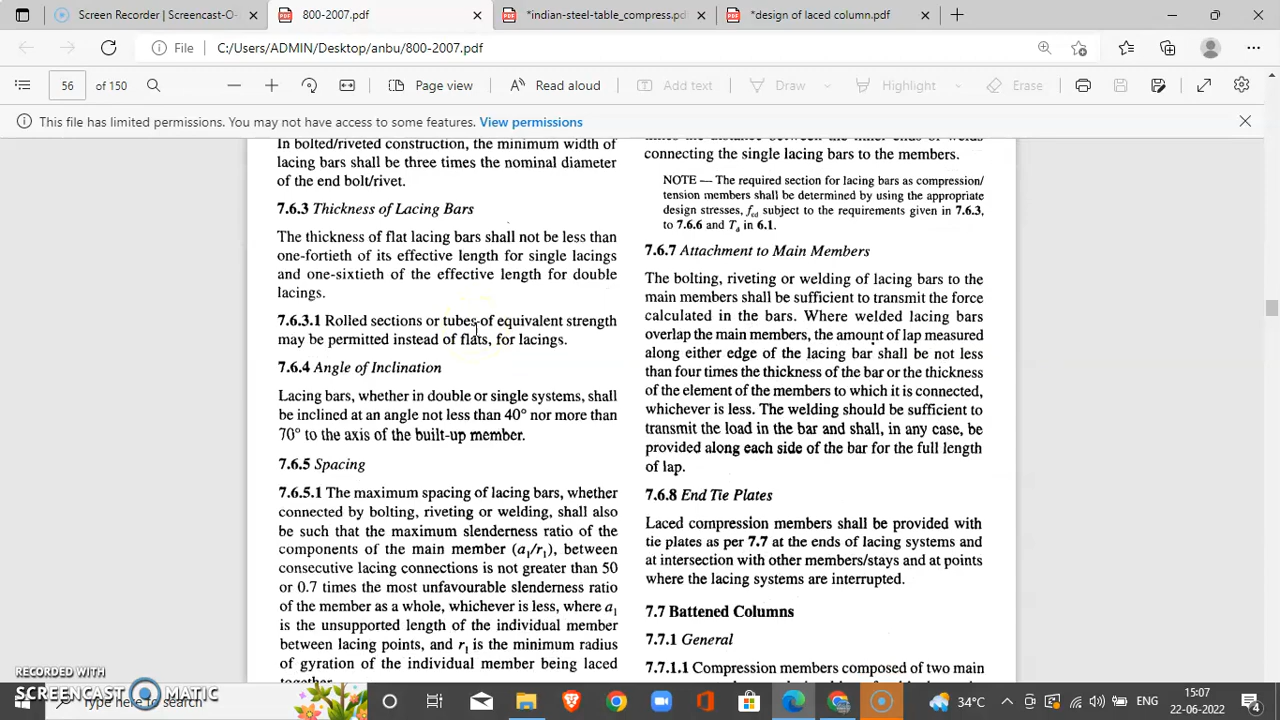 Screen Recorder | Screencast-O-
800-2007.pdf
*indian-steel-table_compress.pd
*design of laced column.pdf
File
C:/Users/ADMIN/Desktop/anbu/800-2007.pdf
56 of 150
Page view
Read aloud
Add text
Draw
Highlight
Erase
This file has limited permissions. You may not have access to some features. View permissions
In bolted/riveted construction, the minimum width of
lacing bars shall be three times the nominal diameter
of the end bolt/rivet.
7.6.3 Thickness of Lacing Bars
The thickness of flat lacing bars shall not be less than
one-fortieth of its effective length for single lacings
and one-sixtieth of the effective length for double
lacings.
7.6.3.1 Rolled sections or tubes of equivalent strength
may be permitted instead of flats, for lacings.
7.6.4 Angle of Inclination
Lacing bars, whether in double or single systems, shall
be inclined at an angle not less than 40° nor more than
70° to the axis of the built-up member.
7.6.5 Spacing
7.6.5.1 The maximum spacing of lacing bars, whether
connected by bolting, riveting or welding, shall also
be such that the maximum slenderness ratio of the
components of the main member (a₁/r₁), between
consecutive lacing connections is not greater than 50
or 0.7 times the most unfavourable slenderness ratio
of the member as a whole, whichever is less, where a₁
is the unsupported length of the individual member
between lacing points, and r₁ is the minimum radius
of gyration of the individual member being laced
together.
times the distance between the inner ends of welds
connecting the single lacing bars to the members.
NOTE — The required section for lacing bars as compression/
tension members shall be determined by using the appropriate
design stresses, fcd subject to the requirements given in 7.6.3,
to 7.6.6 and Td in 6.1.
7.6.7 Attachment to Main Members
The bolting, riveting or welding of lacing bars to the
main members shall be sufficient to transmit the force
calculated in the bars. Where welded lacing bars
overlap the main members, the amount of lap measured
along either edge of the lacing bar shall be not less
than four times the thickness of the bar or the thickness
of the element of the members to which it is connected,
whichever is less. The welding should be sufficient to
transmit the load in the bar and shall, in any case, be
provided along each side of the bar for the full length
of lap.
7.6.8 End Tie Plates
Laced compression members shall be provided with
tie plates as per 7.7 at the ends of lacing systems and
at intersection with other members/stays and at points
where the lacing systems are interrupted.
7.7 Battened Columns
7.7.1 General
7.7.1.1 Compression members composed of two main
RECORDED WITH
SCREENCAST MATIC
Type here to search
34°C
ENG
15:07
22-06-2022
4